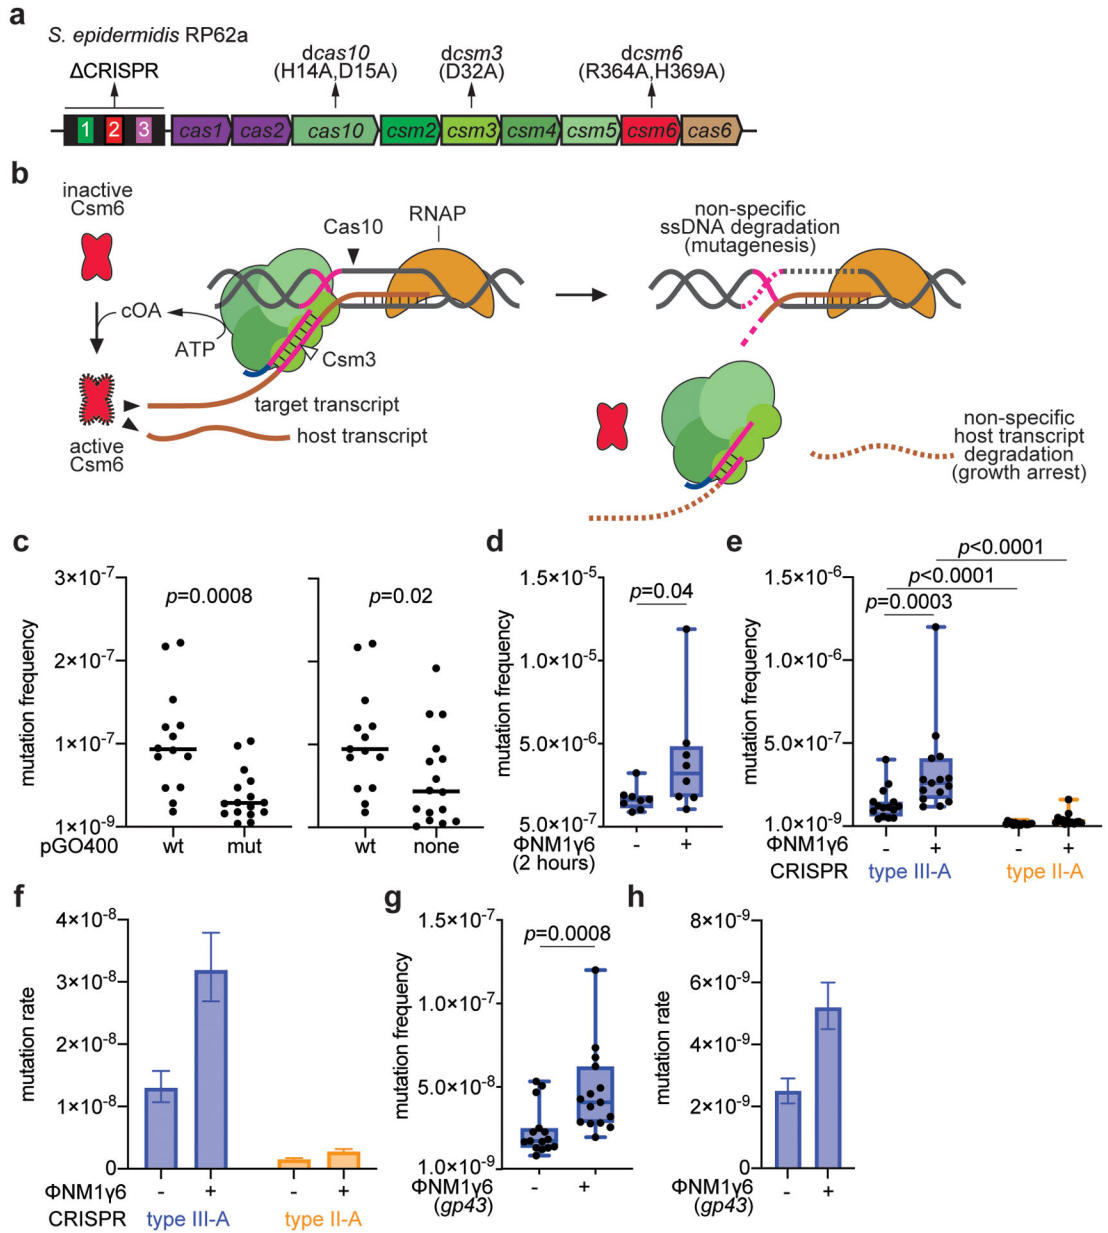 a
S. epidermidis RP62a
ΔCRISPR
dcas10
(H14A,D15A)
dcsm3
(D32A)
dcsm6
(R364A,H369A)
1 2 3 cas1 cas2 cas10 csm2 csm3 csm4 csm5 csm6 cas6
b
inactive
Csm6
cOA
ATP
active
Csm6
Cas10
RNAP
Csm3
target transcript
host transcript
non-specific
ssDNA degradation
(mutagenesis)
non-specific
host transcript
degradation
(growth arrest)
c
mutation frequency
3×10-7
2×10-7
1×10-7
1×10-9
p=0.0008
p=0.02
pGO400 wt mut wt none
d
mutation frequency
1.5×10-5
1.0×10-5
5.0×10-6
5.0×10-7
p=0.04
ΦNM1γ6 - +
(2 hours)
e
mutation frequency
1.5×10-6
1.0×10-6
5.0×10-7
1.0×10-9
p<0.0001
p<0.0001
p=0.0003
ΦNM1γ6 - + - +
CRISPR type III-A type II-A
f
mutation rate
4×10-8
3×10-8
2×10-8
1×10-8
0
ΦNM1γ6 - + - +
CRISPR type III-A type II-A
g
mutation frequency
1.5×10-7
1.0×10-7
5.0×10-8
1.0×10-9
p=0.0008
ΦNM1γ6 - +
(gp43)
h
mutation rate
8×10-9
6×10-9
4×10-9
2×10-9
0
ΦNM1γ6 - +
(gp43)